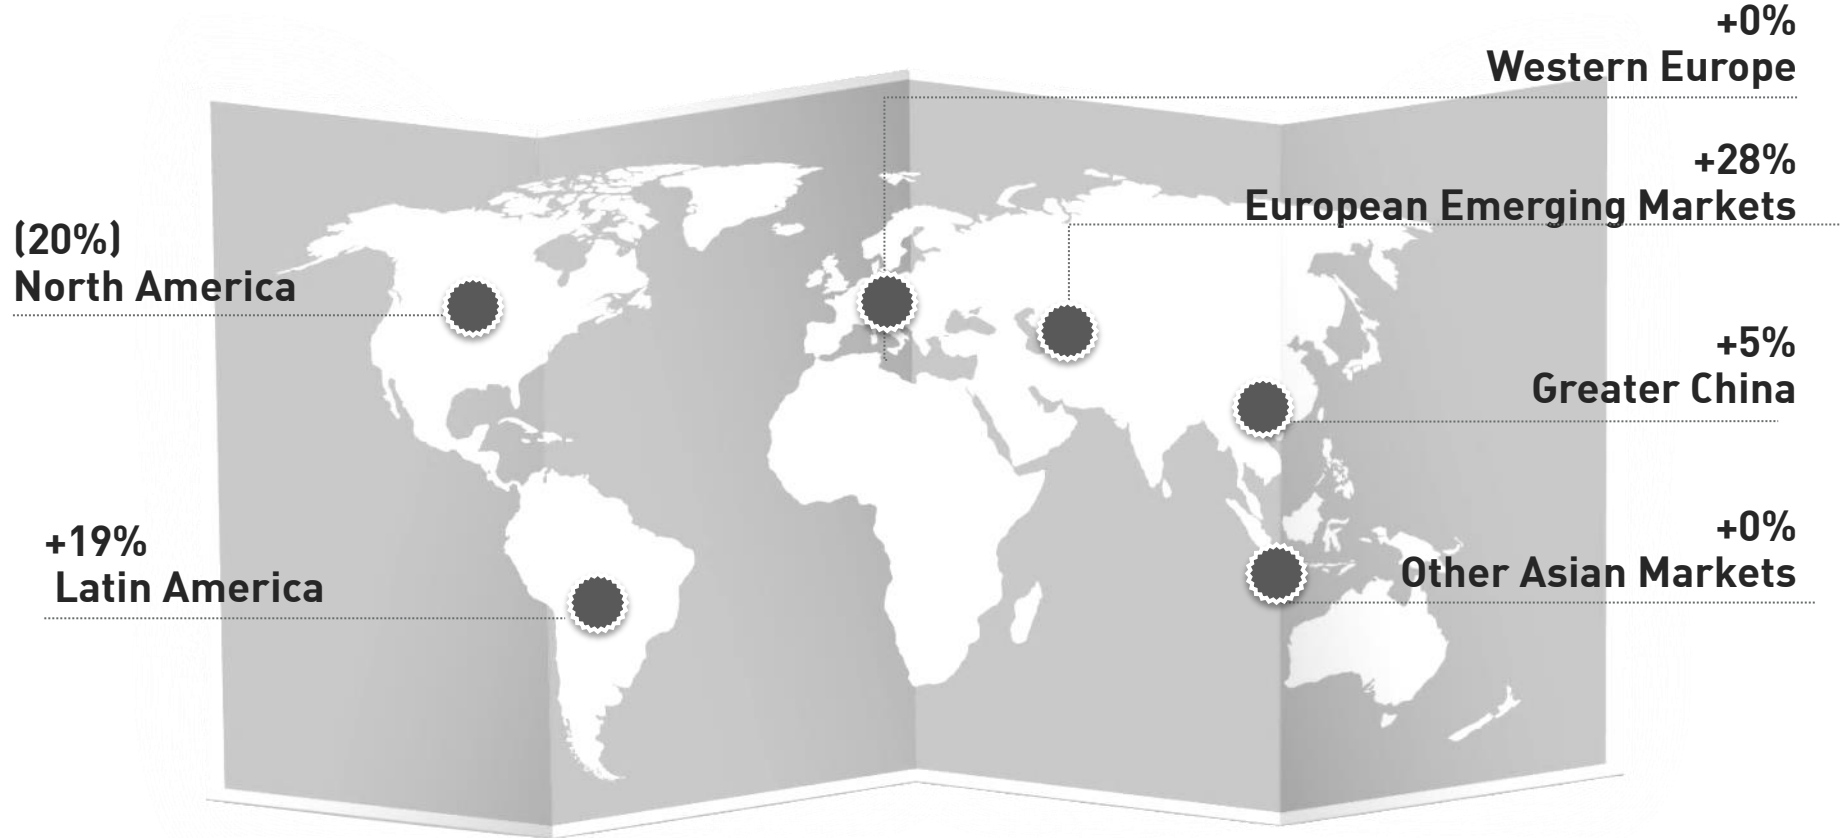 +0%
Western Europe
+28%
European Emerging Markets
(20%)
North America
+5%
Greater China
+19%
Latin America
+0%
Other Asian Markets